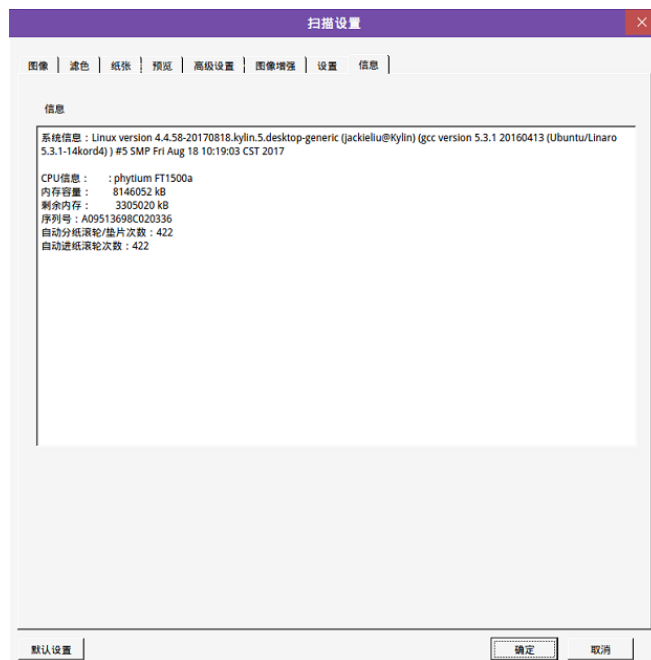 扫描设置
图像 滤色 纸张 预览 高级设置 图像增强 设置 信息
信息
系统信息：Linux version 4.4.58-20170818.kylin.5.desktop-generic (jackieliu@Kylin) (gcc version 5.3.1 20160413 (Ubuntu/Linaro
5.3.1-14kord4) ) #5 SMP Fri Aug 18 10:19:03 CST 2017
CPU信息： : phytium FT1500a
内存容量： 8146052 kB
剩余内存： 3305020 kB
序列号：A09513698C020336
自动分纸滚轮/垫片次数：422
自动进纸滚轮次数：422
默认设置 确定 取消